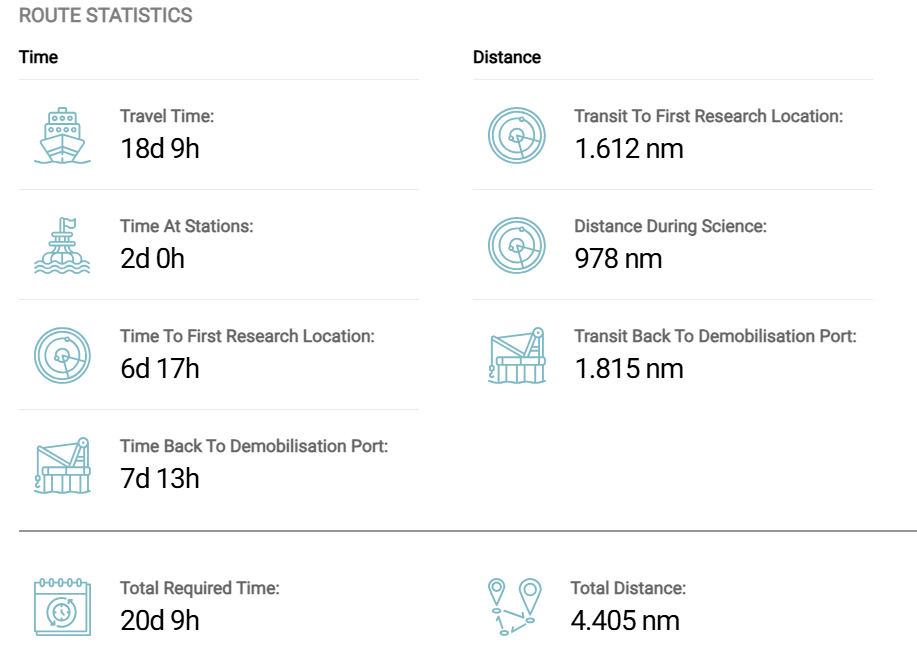 ROUTE STATISTICS
Time
Travel Time:
18d 9h
Time At Stations:
2d 0h
Time To First Research Location:
6d 17h
Time Back To Demobilisation Port:
7d 13h
Distance
Transit To First Research Location:
1.612 nm
Distance During Science:
978 nm
Transit Back To Demobilisation Port:
1.815 nm
Total Required Time:
20d 9h
Total Distance:
4.405 nm